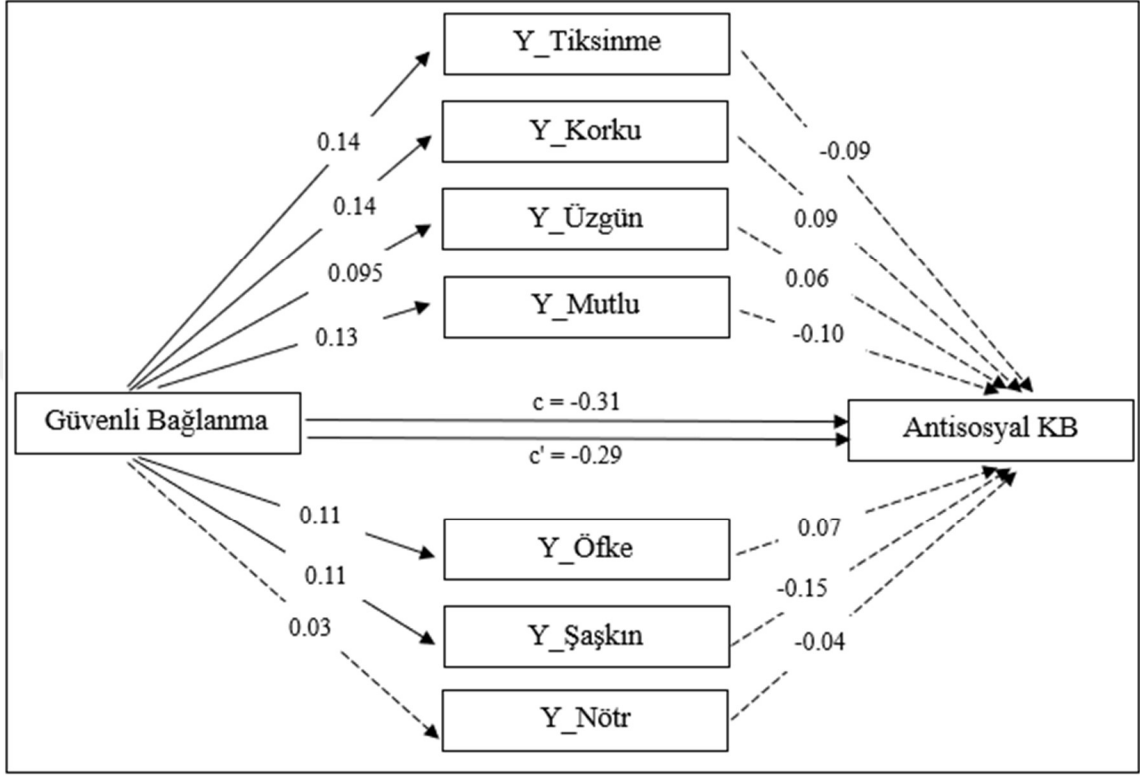 Y_Tiksinme
0.14
-0.09
Y_Korku
0.14
0.09
Y_Üzgün
0.095
0.06
Y_Mutlu
0.13
-0.10
Güvenli Bağlanma
c = -0.31
c' = -0.29
Antisosyal KB
0.11
Y_Öfke
0.07
0.11
Y_Şaşkın
-0.15
0.03
Y_Nötr
-0.04